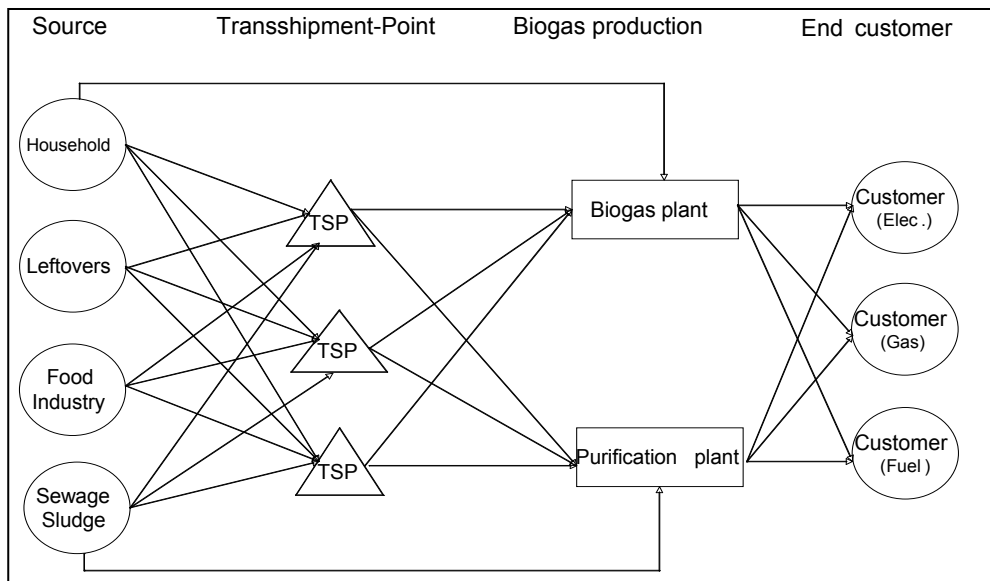 Source Transshipment-Point Biogas production End customer
Household
Leftovers
Food
Industry
Sewage
Sludge
TSP
TSP
TSP
Biogas plant
Purification plant
Customer
(Elec .)
Customer
(Gas)
Customer
(Fuel )